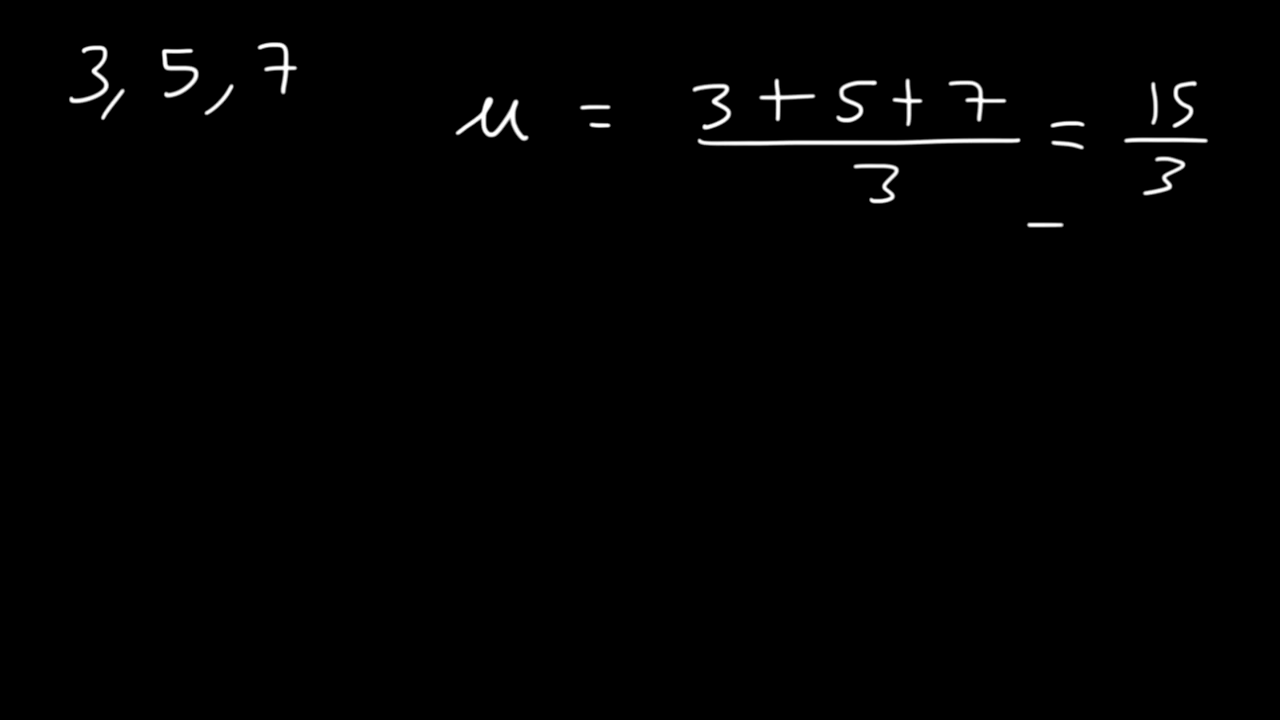 3, 5, 7
μ = 3 + 5 + 7 / 3 = 15 / 3
–